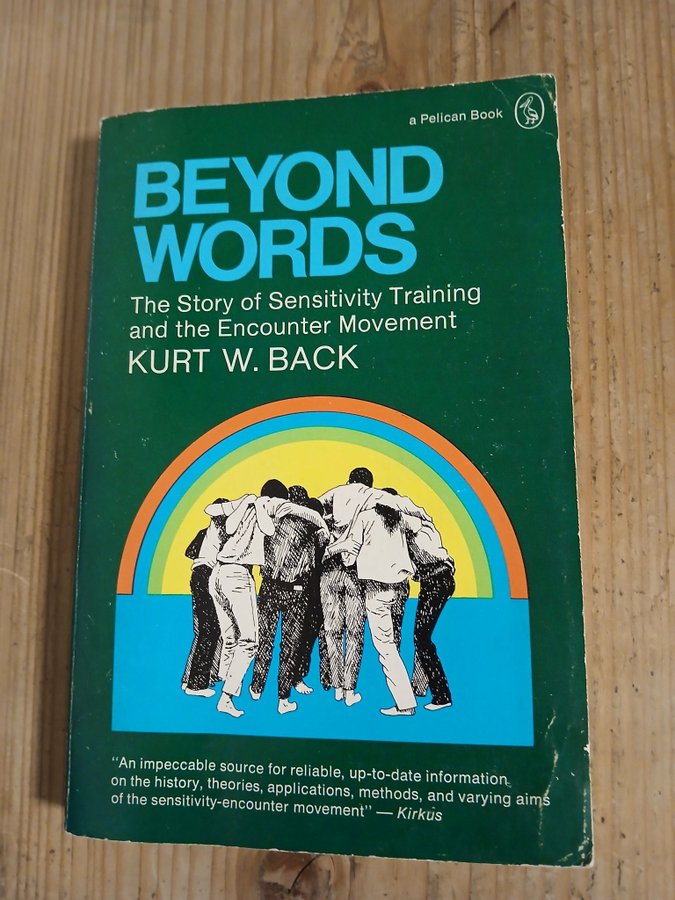 a Pelican Book
BEYOND
WORDS
The Story of Sensitivity Training
and the Encounter Movement
KURT W. BACK
"An impeccable source for reliable, up-to-date information
on the history, theories, applications, methods, and varying aims
of the sensitivity-encounter movement" — Kirkus